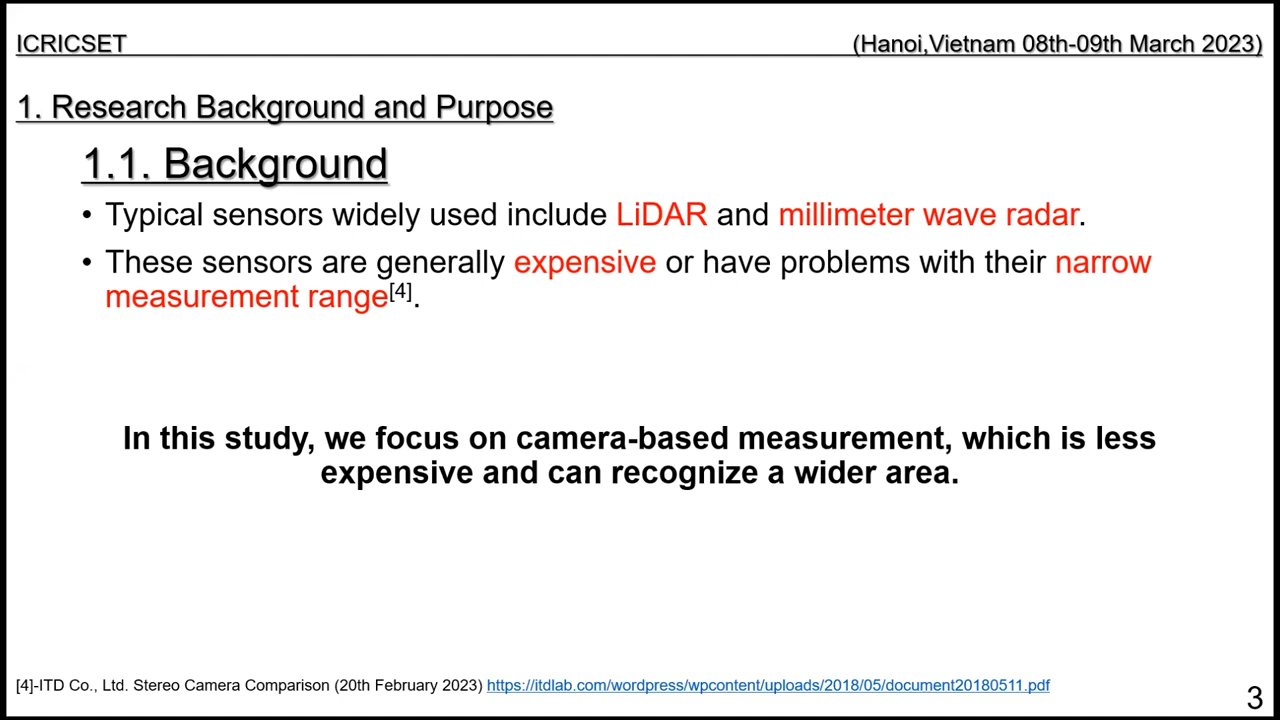 ICRICSET (Hanoi,Vietnam 08th-09th March 2023)
1. Research Background and Purpose
1.1. Background
• Typical sensors widely used include LiDAR and millimeter wave radar.
• These sensors are generally expensive or have problems with their narrow
measurement range[4].
In this study, we focus on camera-based measurement, which is less
expensive and can recognize a wider area.
[4]-ITD Co., Ltd. Stereo Camera Comparison (20th February 2023) https://itdlab.com/wordpress/wpcontent/uploads/2018/05/document20180511.pdf
3